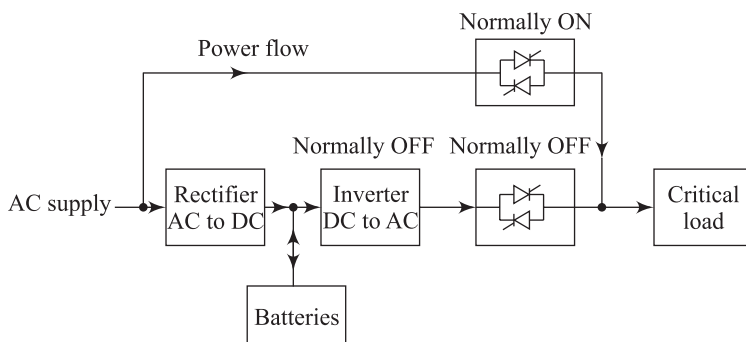 Normally ON
Power flow
Normally OFF
Normally OFF
AC supply
Rectifier
AC to DC
Inverter
DC to AC
Critical
load
Batteries